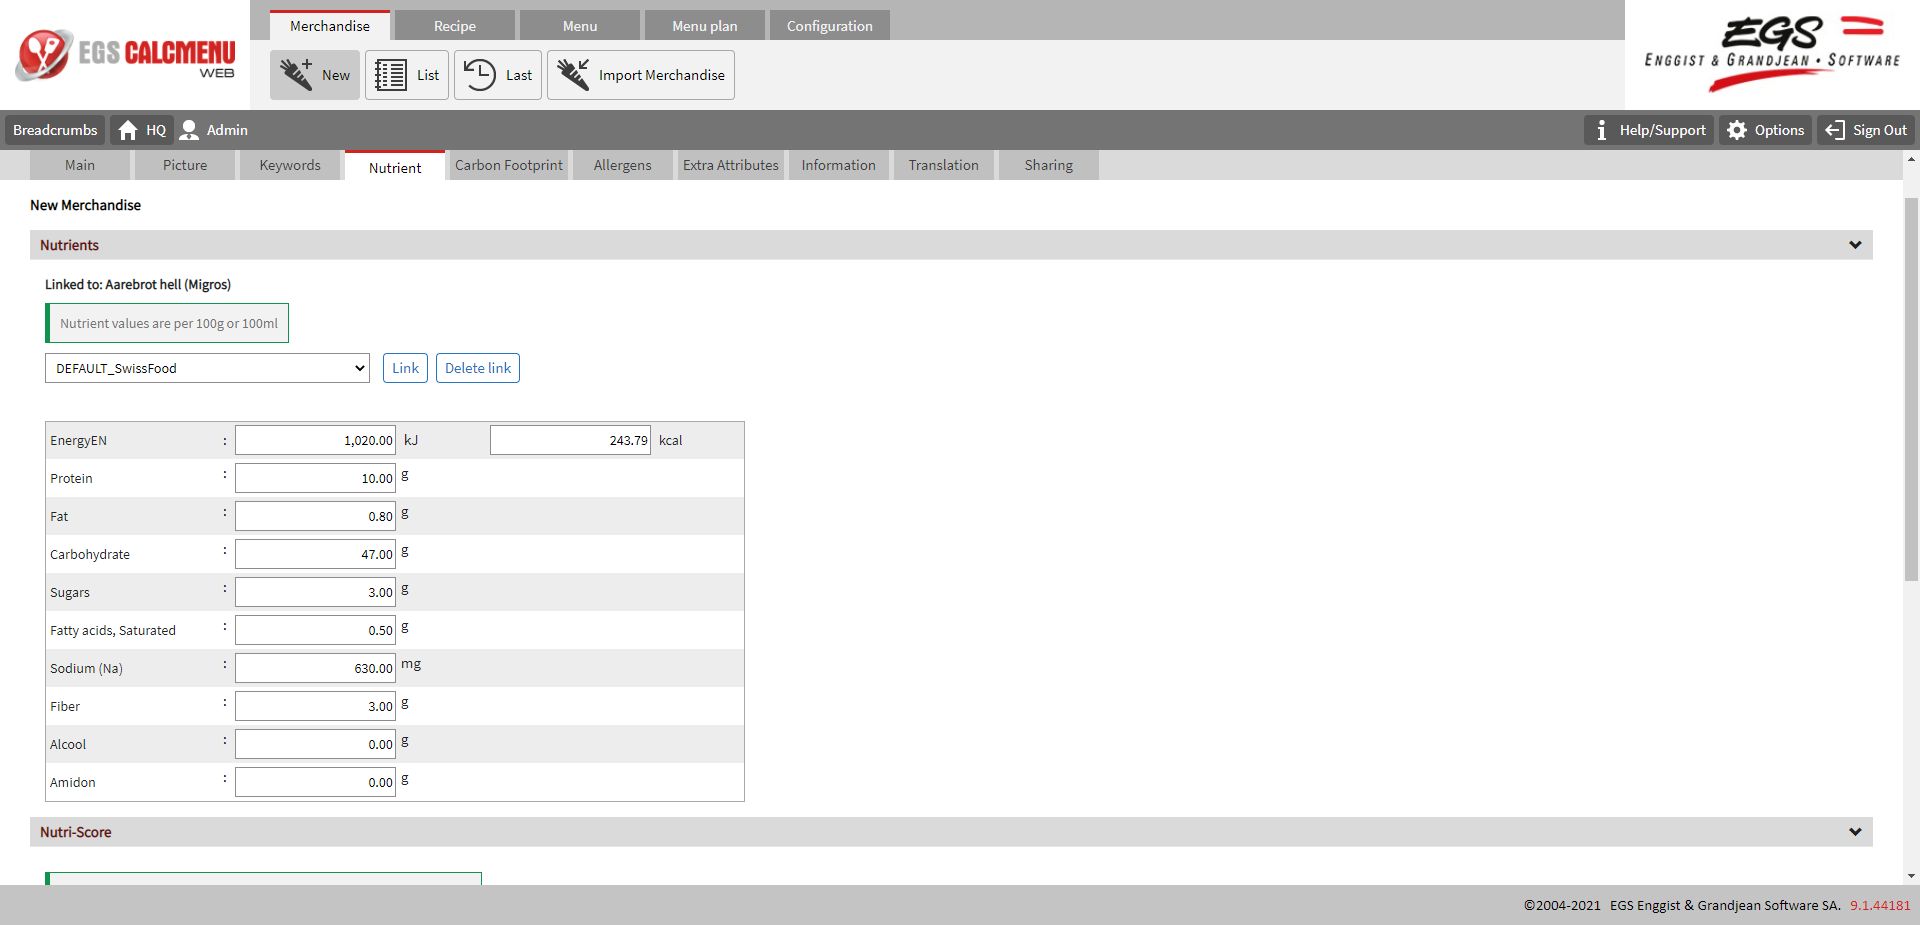 EGS CALCMENU
WEB
Merchandise Recipe Menu Menu plan Configuration
New List Last Import Merchandise
EGS
ENGGIST & GRANDJEAN • SOFTWARE
Breadcrumbs HQ Admin Help/Support Options Sign Out
Main Picture Keywords Nutrient Carbon Footprint Allergens Extra Attributes Information Translation Sharing
New Merchandise
Nutrients
Linked to: Aarebrot hell (Migros)
Nutrient values are per 100g or 100ml
DEFAULT_SwissFood Link Delete link
EnergyEN : 1,020.00 kJ 243.79 kcal
Protein : 10.00 g
Fat : 0.80 g
Carbohydrate : 47.00 g
Sugars : 3.00 g
Fatty acids, Saturated : 0.50 g
Sodium (Na) : 630.00 mg
Fiber : 3.00 g
Alcool : 0.00 g
Amidon : 0.00 g
Nutri-Score
©2004-2021 EGS Enggist & Grandjean Software SA. 9.1.44181